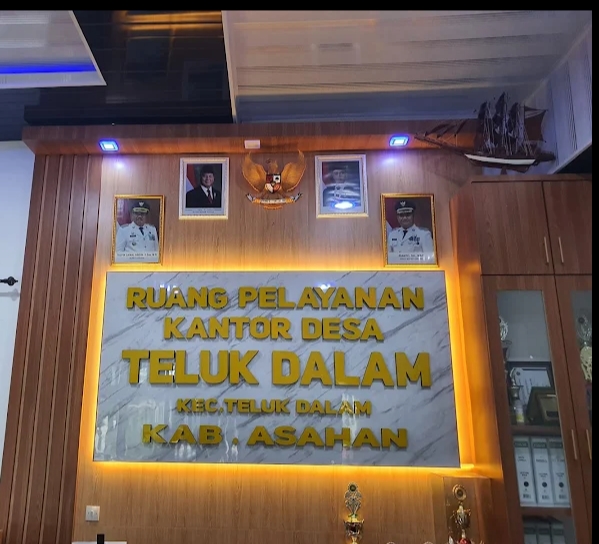 RUANG PELAYANAN
KANTOR DESA
TELUK DALAM
KEC.TELUK DALAM
KAB. ASAHAN